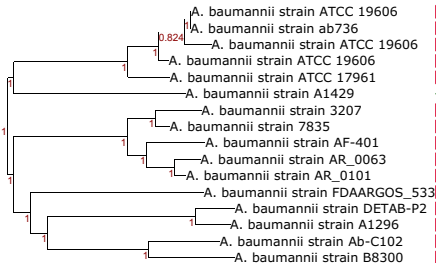 A. baumannii strain ATCC 19606
A. baumannii strain ab736
0.824
A. baumannii strain ATCC 19606
1
A. baumannii strain ATCC 19606
1
A. baumannii strain ATCC 17961
1
A. baumannii strain A1429
1
A. baumannii strain 3207
1
A. baumannii strain 7835
1
1
A. baumannii strain AF-401
1
A. baumannii strain AR_0063
1
A. baumannii strain AR_0101
1
1
A. baumannii strain FDAARGOS_533
1
A. baumannii strain DETAB-P2
1
A. baumannii strain A1296
1
A. baumannii strain Ab-C102
1
A. baumannii strain B8300
1